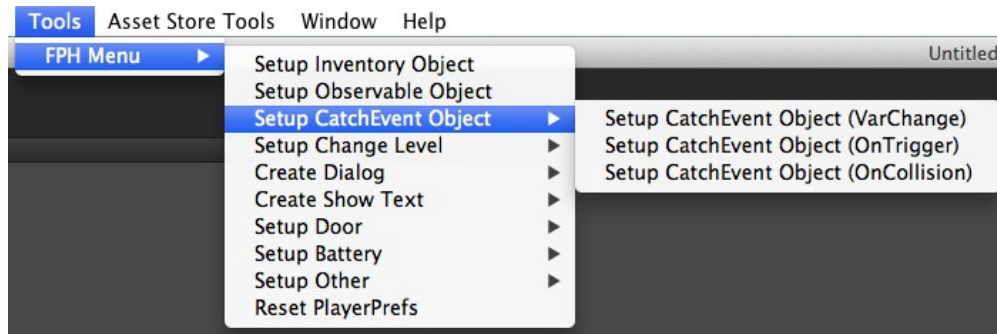 Tools Asset Store Tools Window Help
FPH Menu
Untitled
Setup Inventory Object
Setup Observable Object
Setup CatchEvent Object
Setup Change Level
Create Dialog
Create Show Text
Setup Door
Setup Battery
Setup Other
Reset PlayerPrefs
Setup CatchEvent Object (VarChange)
Setup CatchEvent Object (OnTrigger)
Setup CatchEvent Object (OnCollision)